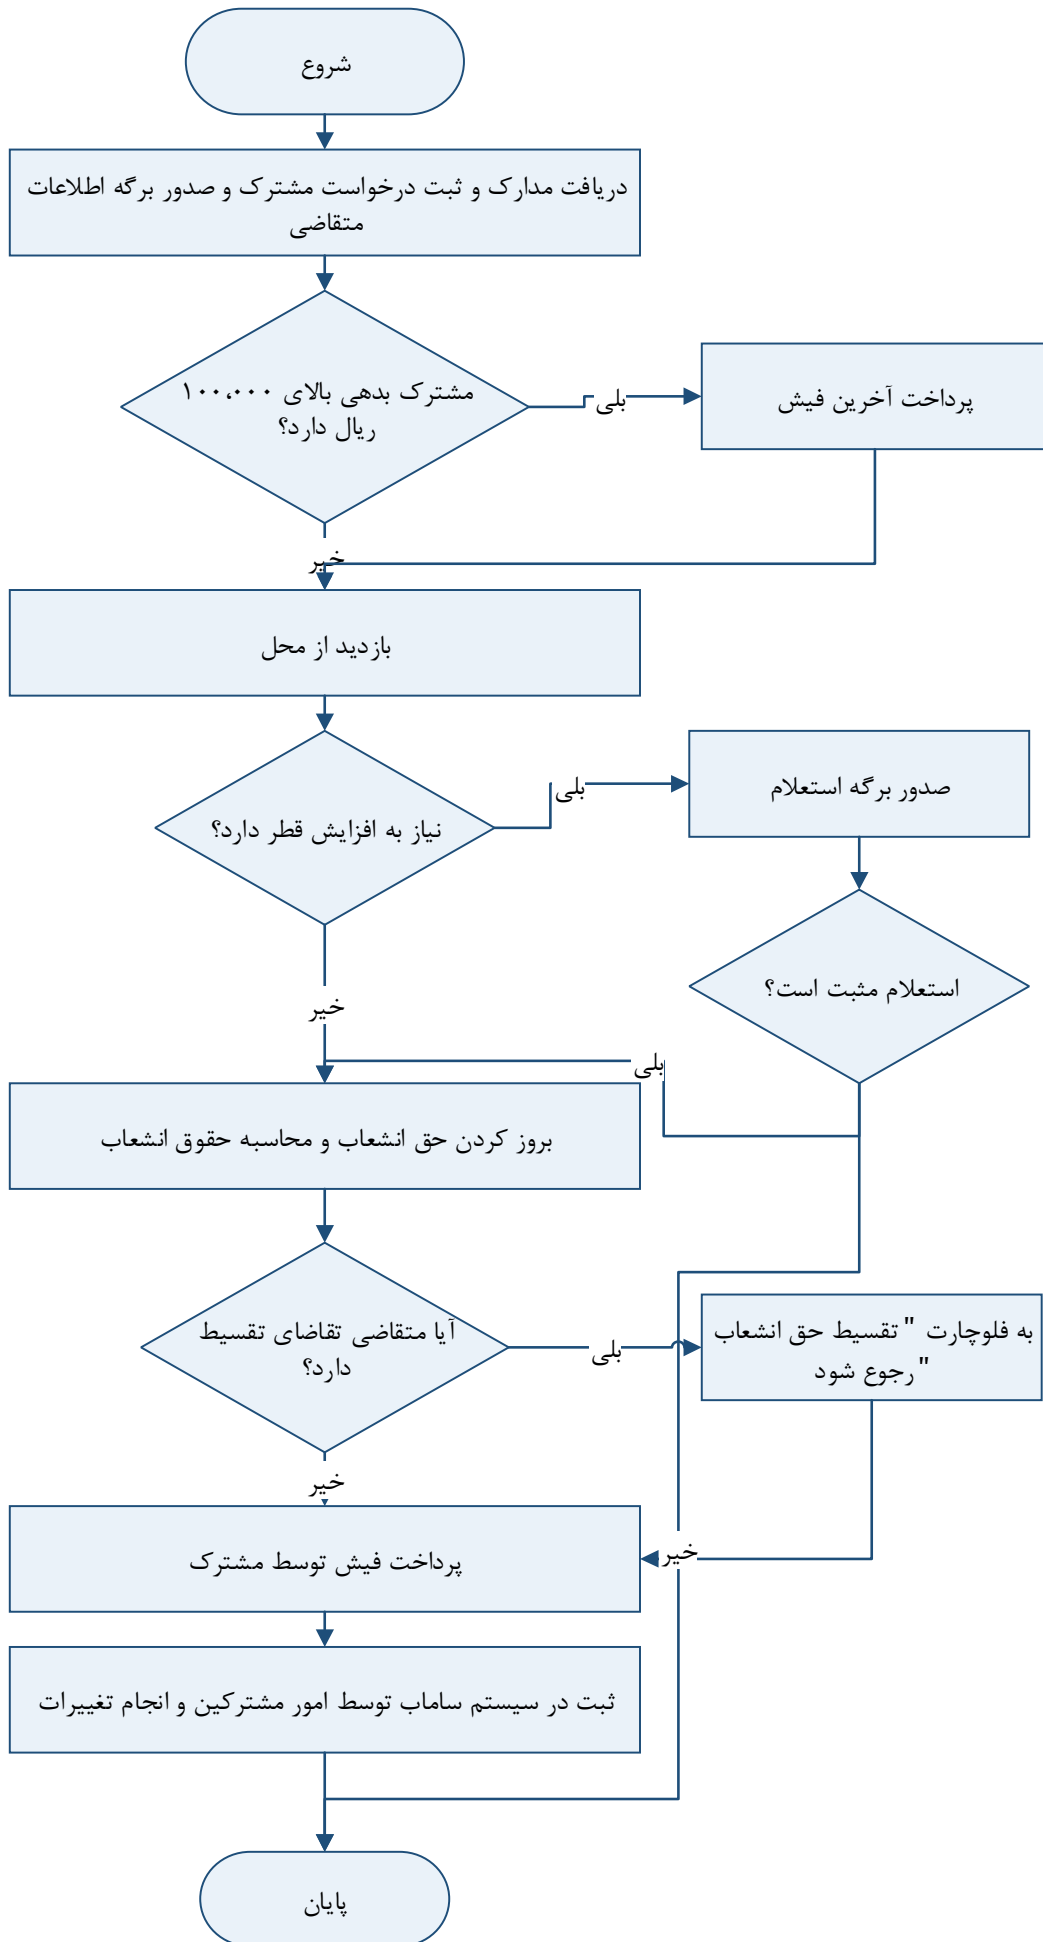 شروع
دریافت مدارک و ثبت درخواست مشترک و صدور برگه اطلاعات
متقاضی
مشترک بدهی بالای ۱۰۰،۰۰۰
ریال دارد؟
بلی
پرداخت آخرین فیش
خیر
بازدید از محل
نیاز به افزایش قطر دارد؟
بلی
صدور برگه استعلام
استعلام مثبت است؟
خیر
بلی
بروز کردن حق انشعاب و محاسبه حقوق انشعاب
آیا متقاضی تقاضای تقسیط
دارد؟
بلی
به فلوچارت " تقسیط حق انشعاب
" رجوع شود
خیر
خیر
پرداخت فیش توسط مشترک
ثبت در سیستم ساماب توسط امور مشترکین و انجام تغییرات
پایان